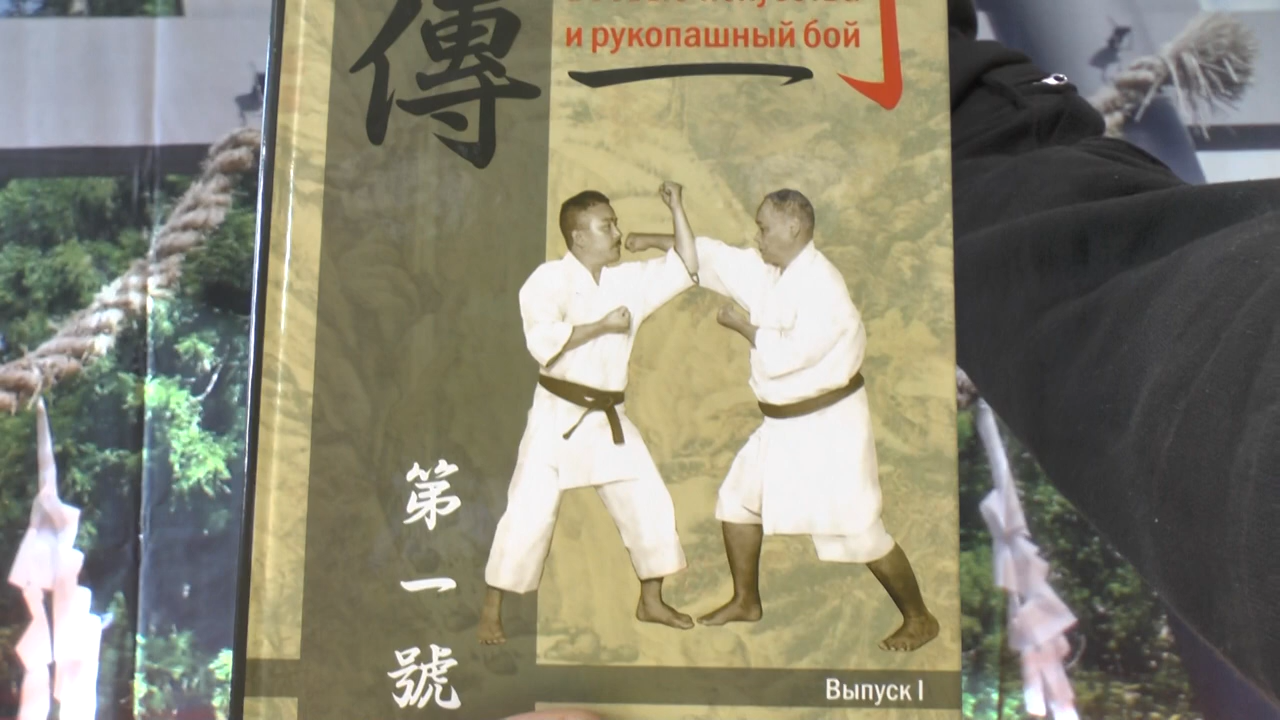 傳
и рукопашный бой
第
一
號
Выпуск I